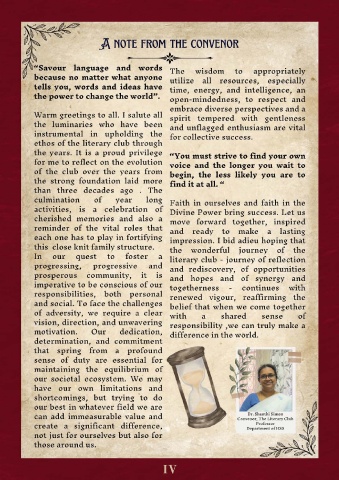 A NOTE FROM THE CONVENOR
"Savour language and words
because no matter what anyone
tells you, words and ideas have
the power to change the world".
Warm greetings to all. I salute all
the luminaries who have been
instrumental in upholding the
ethos of the literary club through
the years. It is a proud privilege
for me to reflect on the evolution
of the club over the years from
the strong foundation laid more
than three decades ago . The
culmination of year long
activities, is a celebration of
cherished memories and also a
reminder of the vital roles that
each one has to play in fortifying
this close knit family structure.
In our quest to foster a
progressing, progressive and
prosperous community, it is
imperative to be conscious of our
responsibilities, both personal
and social. To face the challenges
of adversity, we require a clear
vision, direction, and unwavering
motivation. Our dedication,
determination, and commitment
that spring from a profound
sense of duty are essential for
maintaining the equilibrium of
our societal ecosystem. We may
have our own limitations and
shortcomings, but trying to do
our best in whatever field we are
can add immeasurable value and
create a significant difference,
not just for ourselves but also for
those around us.
The wisdom to appropriately
utilize all resources, especially
time, energy, and intelligence, an
open-mindedness, to respect and
embrace diverse perspectives and a
spirit tempered with gentleness
and unflagged enthusiasm are vital
for collective success.
"You must strive to find your own
voice and the longer you wait to
begin, the less likely you are to
find it at all. "
Faith in ourselves and faith in the
Divine Power bring success. Let us
move forward together, inspired
and ready to make a lasting
impression. I bid adieu hoping that
the wonderful journey of the
literary club - journey of reflection
and rediscovery, of opportunities
and hopes and of synergy and
togetherness - continues with
renewed vigour, reaffirming the
belief that when we come together
with a shared sense of
responsibility ,we can truly make a
difference in the world.
Dr. Shanthi Simon
Convenor, The Literary Club
Professor
Department of
IV